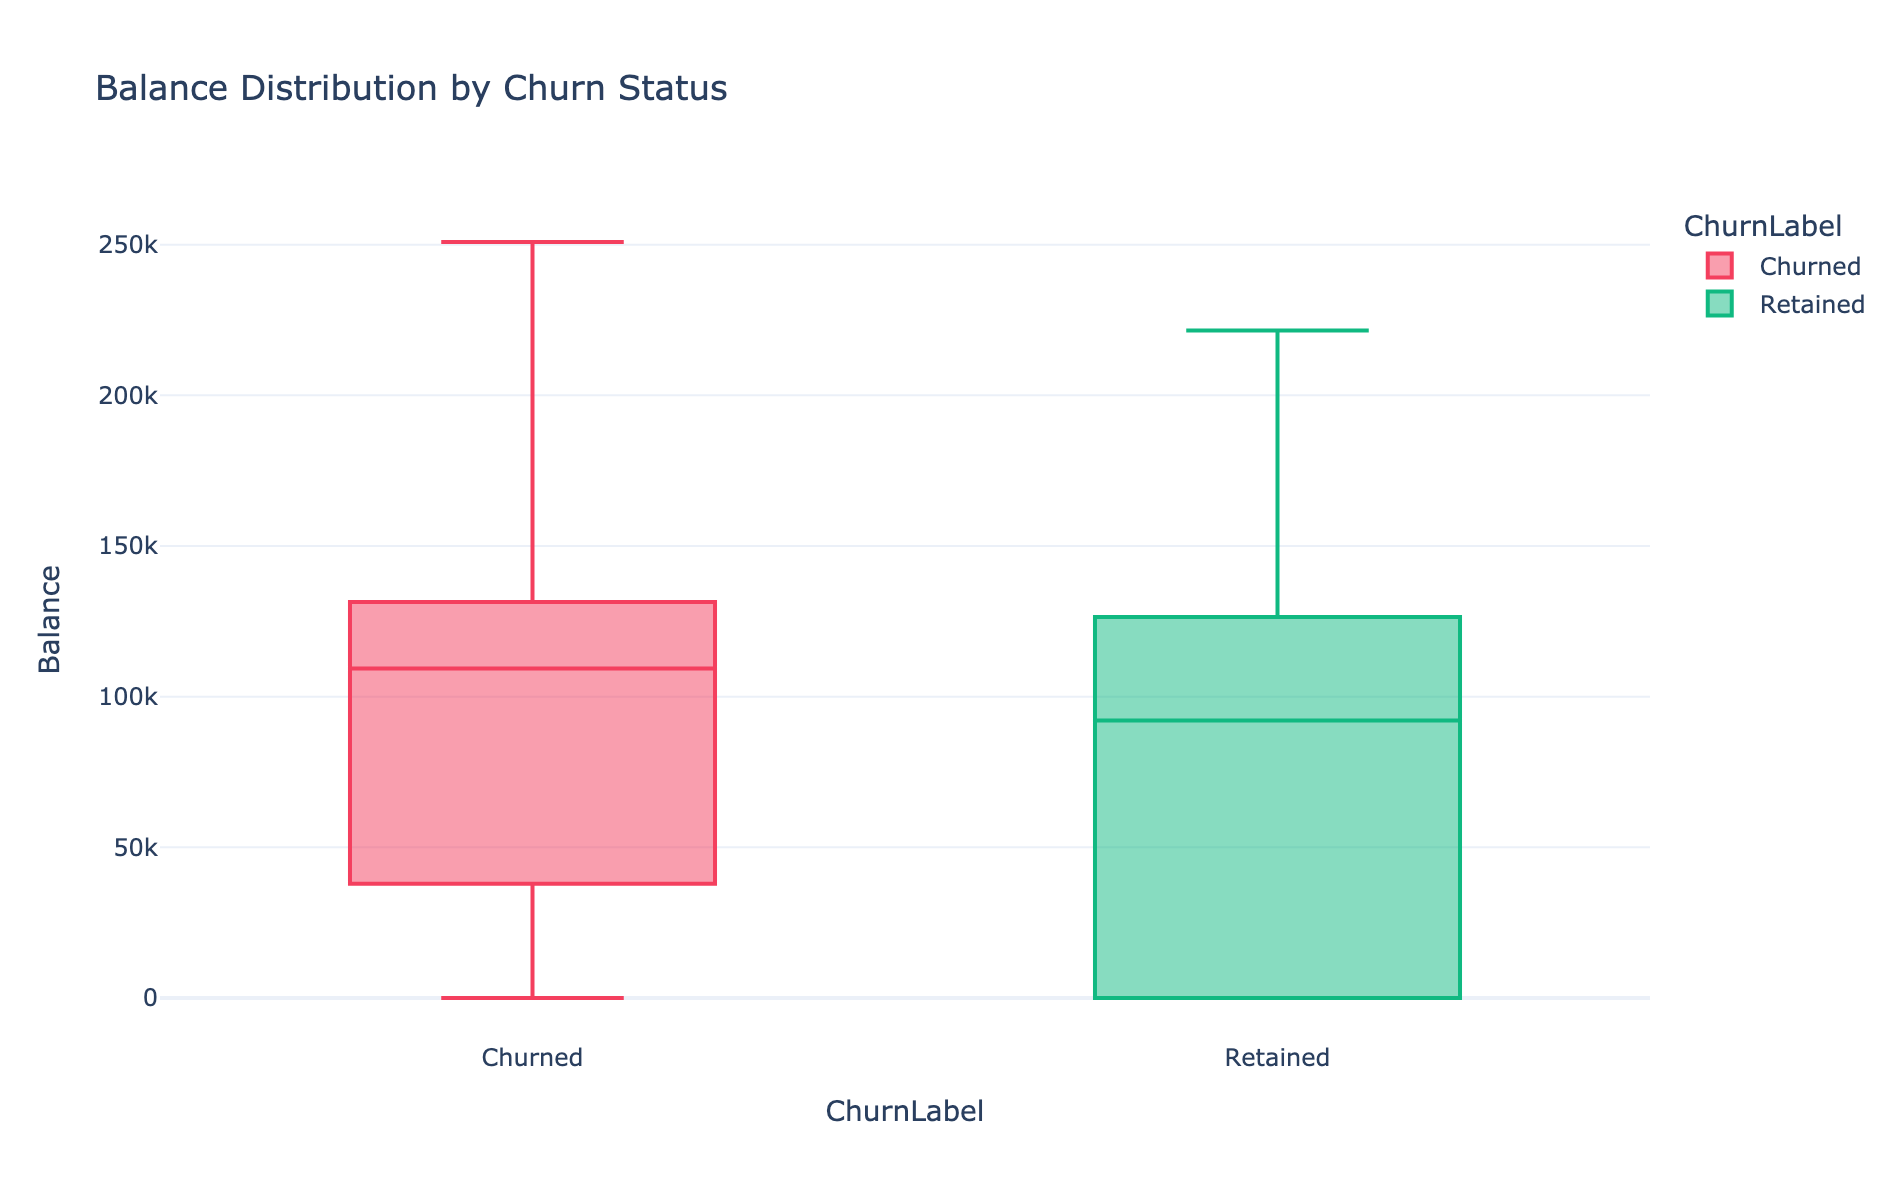 Balance Distribution by Churn Status
ChurnLabel
Churned
Retained
250k
200k
150k
100k
50k
0
Balance
Churned
Retained
ChurnLabel